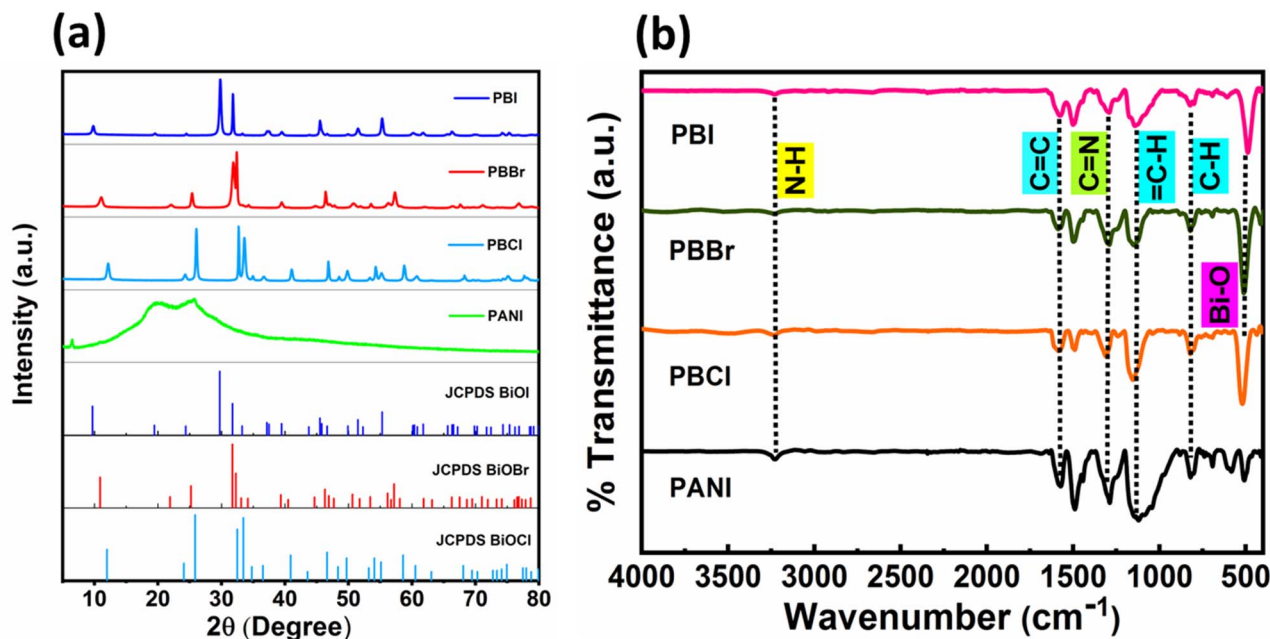 (a)
PBI
PBBr
PBCl
PANI
JCPDS BiOI
JCPDS BiOBr
JCPDS BiOCl
Intensity (a.u.)
10 20 30 40 50 60 70 80
2θ (Degree)
(b)
PBI
PBBr
PBCl
PANI
N-H
C=C
C=N
=C-H
C-H
Bi-O
% Transmittance (a.u.)
4000 3500 3000 2500 2000 1500 1000 500
Wavenumber (cm⁻¹)